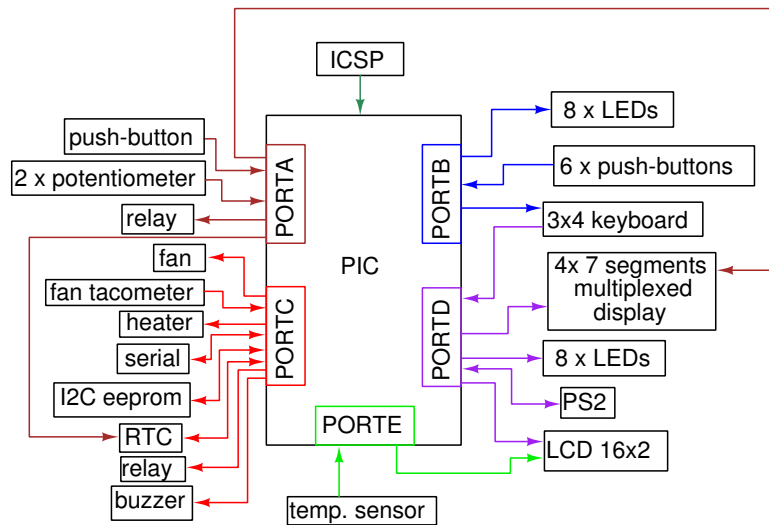 ICSP
push-button
2 x potentiometer
relay
fan
fan tacometer
heater
serial
I2C eeprom
RTC
relay
buzzer
PORTA
PORTC
PIC
PORTB
PORTD
PORTE
temp. sensor
8 x LEDs
6 x push-buttons
3x4 keyboard
4x 7 segments
multiplexed
display
8 x LEDs
PS2
LCD 16x2